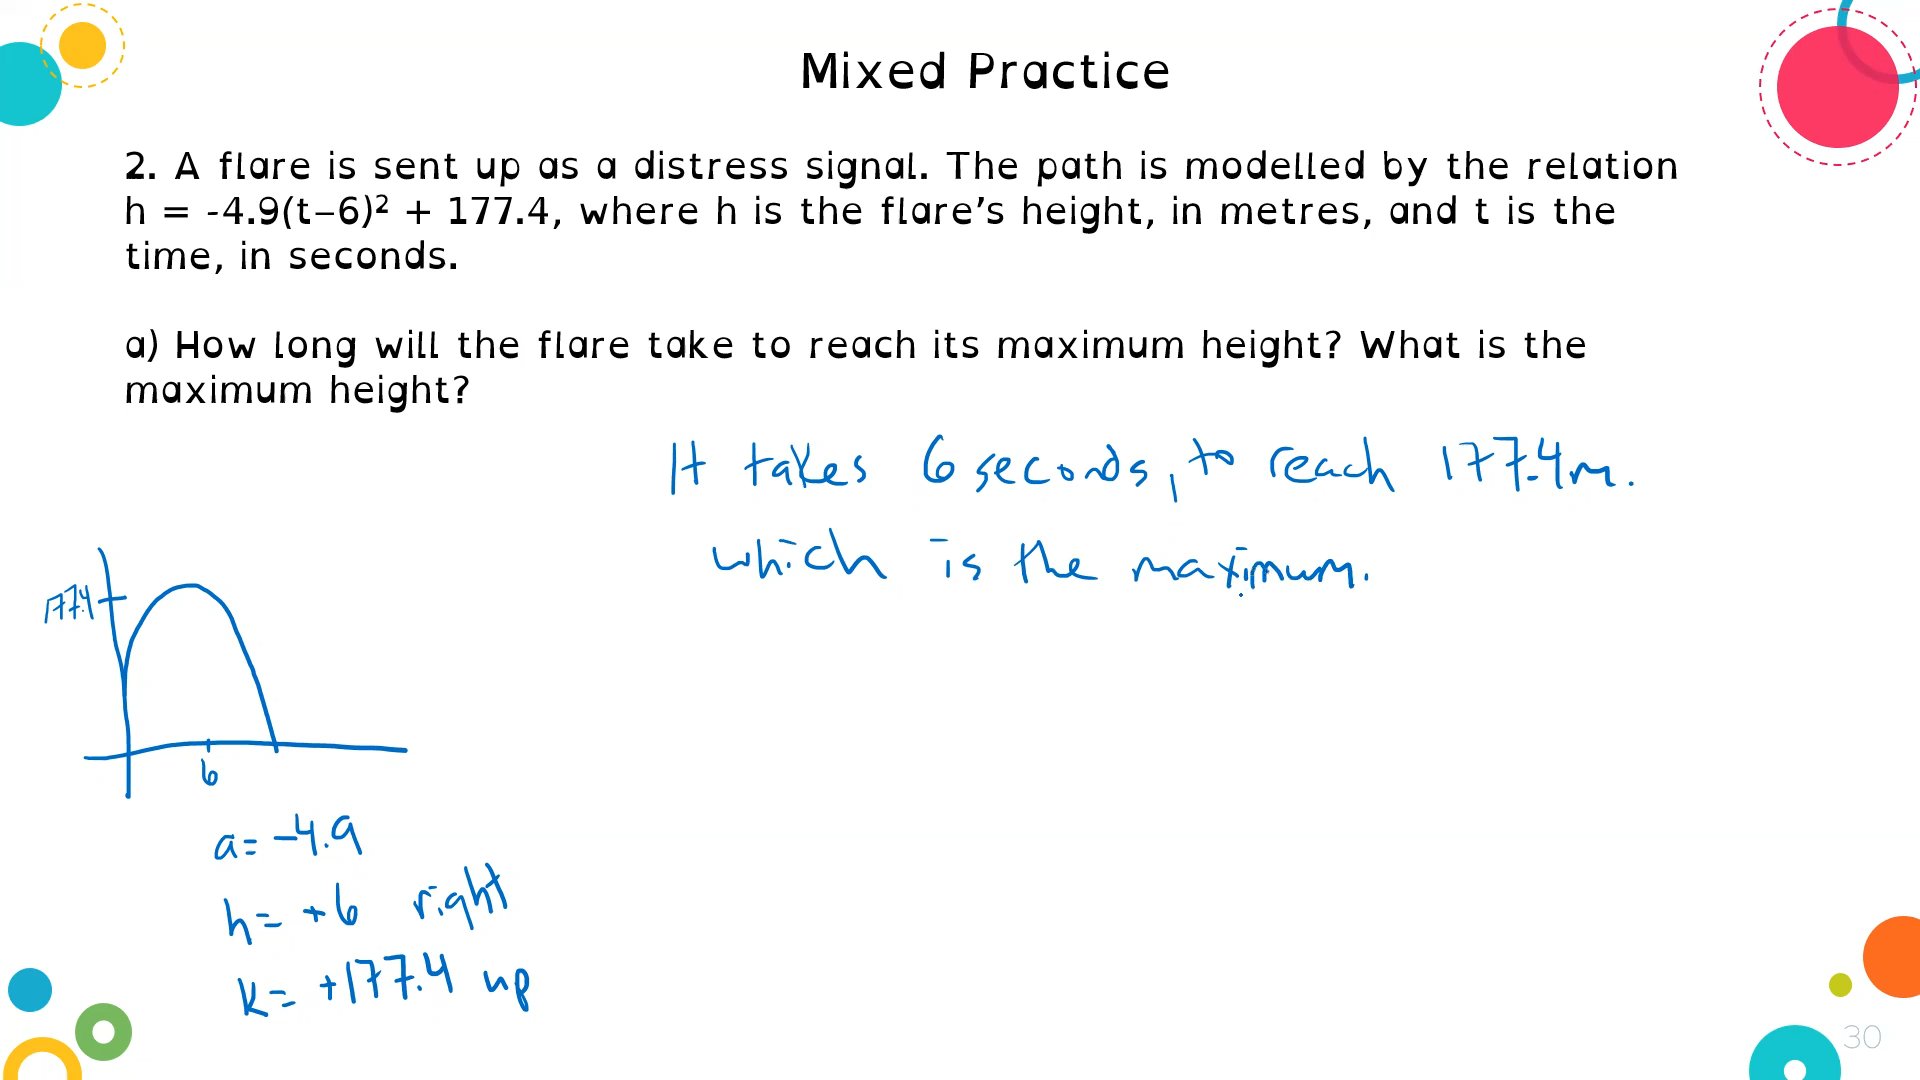 Mixed Practice
2. A flare is sent up as a distress signal. The path is modelled by the relation
h = -4.9(t–6)² + 177.4, where h is the flare’s height, in metres, and t is the
time, in seconds.
a) How long will the flare take to reach its maximum height? What is the
maximum height?
It takes 6 seconds, to reach 177.4m.
which is the maximum.
177.4
6
a= -4.9
h= +6 right
k= +177.4 up
30